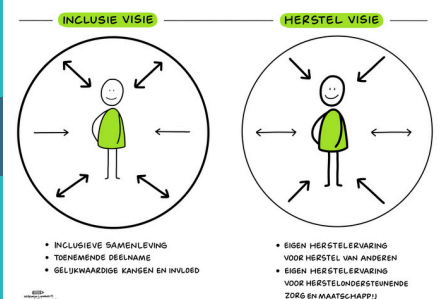 INCLUSIE VISIE
• INCLUSIEVE SAMENLEVING
• TOENEMENDE DEELNAME
• GELIJKWAARDIGE KANSEN EN INVLOED
HERSTEL VISIE
• EIGEN HERSTELERVARING
VOOR HERSTEL VAN ANDEREN
• EIGEN HERSTELERVARING
VOOR HERSTELONDERSTEUNENDE
ZORG EN MAATSCHAPPIJ